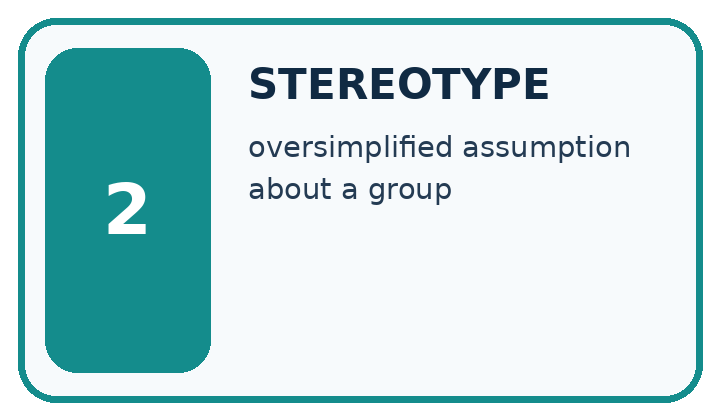 2
STEREOTYPE
oversimplified assumption
about a group